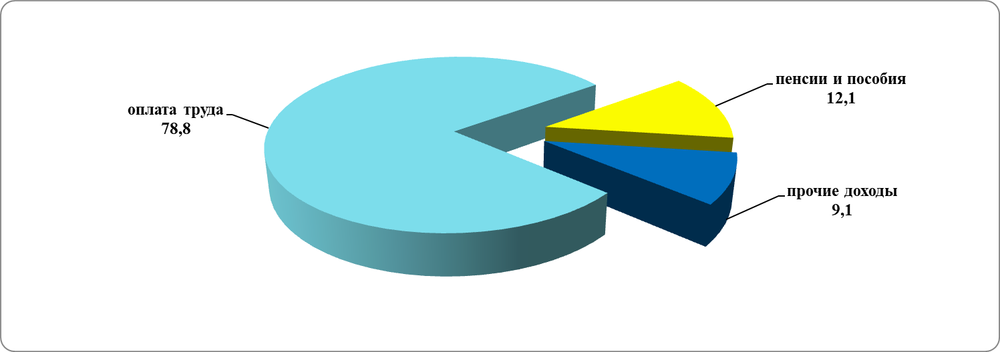 оплата труда
78,8
пенсии и пособия
12,1
прочие доходы
9,1